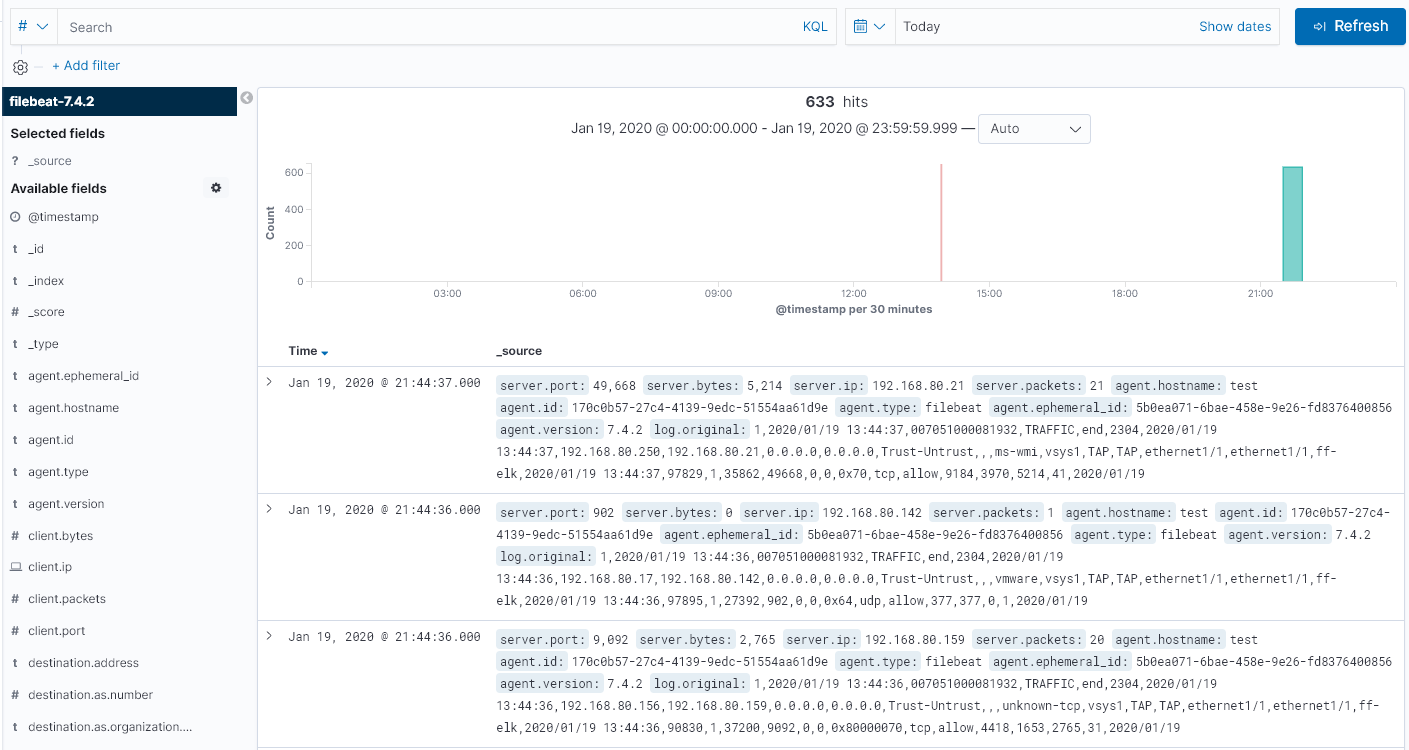 # Search KQL Today Show dates Refresh
+ Add filter
filebeat-7.4.2
Selected fields
? _source
Available fields
@timestamp
t _id
t _index
# _score
t _type
t agent.ephemeral_id
t agent.hostname
t agent.id
t agent.type
t agent.version
# client.bytes
client.ip
# client.packets
# client.port
t destination.address
# destination.as.number
t destination.as.organization....
633 hits
Jan 19, 2020 @ 00:00:00.000 - Jan 19, 2020 @ 23:59:59.999 — Auto
Count
600
400
200
0
03:00 06:00 09:00 12:00 15:00 18:00 21:00
@timestamp per 30 minutes
Time _source
Jan 19, 2020 @ 21:44:37.000 server.port: 49,668 server.bytes: 5,214 server.ip: 192.168.80.21 server.packets: 21 agent.hostname: test
agent.id: 170c0b57-27c4-4139-9edc-51554aa61d9e agent.type: filebeat agent.ephemeral_id: 5b0ea071-6bae-458e-9e26-fd8376400856
agent.version: 7.4.2 log.original: 1,2020/01/19 13:44:37,007051000081932,TRAFFIC,end,2304,2020/01/19
13:44:37,192.168.80.250,192.168.80.21,0.0.0.0,0.0.0.0,Trust-Untrust,,,ms-wmi,vsys1,TAP,TAP,ethernet1/1,ethernet1/1,ff-
elk,2020/01/19 13:44:37,97829,1,35862,49668,0,0,0x70,tcp,allow,9184,3970,5214,41,2020/01/19
Jan 19, 2020 @ 21:44:36.000 server.port: 902 server.bytes: 0 server.ip: 192.168.80.142 server.packets: 1 agent.hostname: test agent.id: 170c0b57-27c4-
4139-9edc-51554aa61d9e agent.ephemeral_id: 5b0ea071-6bae-458e-9e26-fd8376400856 agent.type: filebeat agent.version: 7.4.2
log.original: 1,2020/01/19 13:44:36,007051000081932,TRAFFIC,end,2304,2020/01/19
13:44:36,192.168.80.17,192.168.80.142,0.0.0.0,0.0.0.0,Trust-Untrust,,,vmware,vsys1,TAP,TAP,ethernet1/1,ethernet1/1,ff-
elk,2020/01/19 13:44:36,97895,1,27392,902,0,0,0x64,udp,allow,377,377,0,1,2020/01/19
Jan 19, 2020 @ 21:44:36.000 server.port: 9,092 server.bytes: 2,765 server.ip: 192.168.80.159 server.packets: 20 agent.hostname: test
agent.id: 170c0b57-27c4-4139-9edc-51554aa61d9e agent.type: filebeat agent.ephemeral_id: 5b0ea071-6bae-458e-9e26-fd8376400856
agent.version: 7.4.2 log.original: 1,2020/01/19 13:44:36,007051000081932,TRAFFIC,end,2304,2020/01/19
13:44:36,192.168.80.156,192.168.80.159,0.0.0.0,0.0.0.0,Trust-Untrust,,,unknown-tcp,vsys1,TAP,TAP,ethernet1/1,ethernet1/1,ff-
elk,2020/01/19 13:44:36,90830,1,37200,9092,0,0,0x80000070,tcp,allow,4418,1653,2765,31,2020/01/19